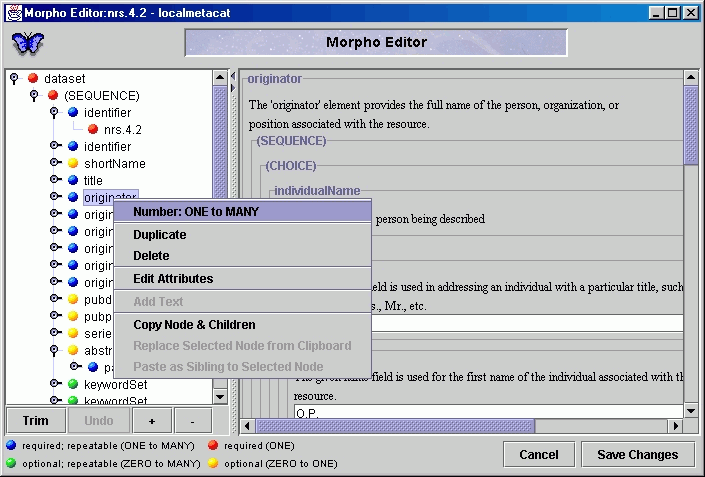 Morpho Editor:nrs.4.2 - localmetacat
Morpho Editor
dataset
(SEQUENCE)
identifier
nrs.4.2
identifier
shortName
title
originator
origin
origin
origin
origin
origin
pubd
pubp
serie
abstr
pa
keywordSet
keywordSet
Number: ONE to MANY
Duplicate
Delete
Edit Attributes
Add Text
Copy Node & Children
Replace Selected Node from Clipboard
Paste as Sibling to Selected Node
originator
The 'originator' element provides the full name of the person, organization, or
position associated with the resource.
(SEQUENCE)
(CHOICE)
individualName
person being described
eld is used in addressing an individual with a particular title, such
s., Mr., etc.
The given name field is used for the first name of the individual associated with th
resource.
O.P.
Trim
Undo
+
-
required; repeatable (ONE to MANY)
required (ONE)
optional; repeatable (ZERO to MANY)
optional (ZERO to ONE)
Cancel
Save Changes